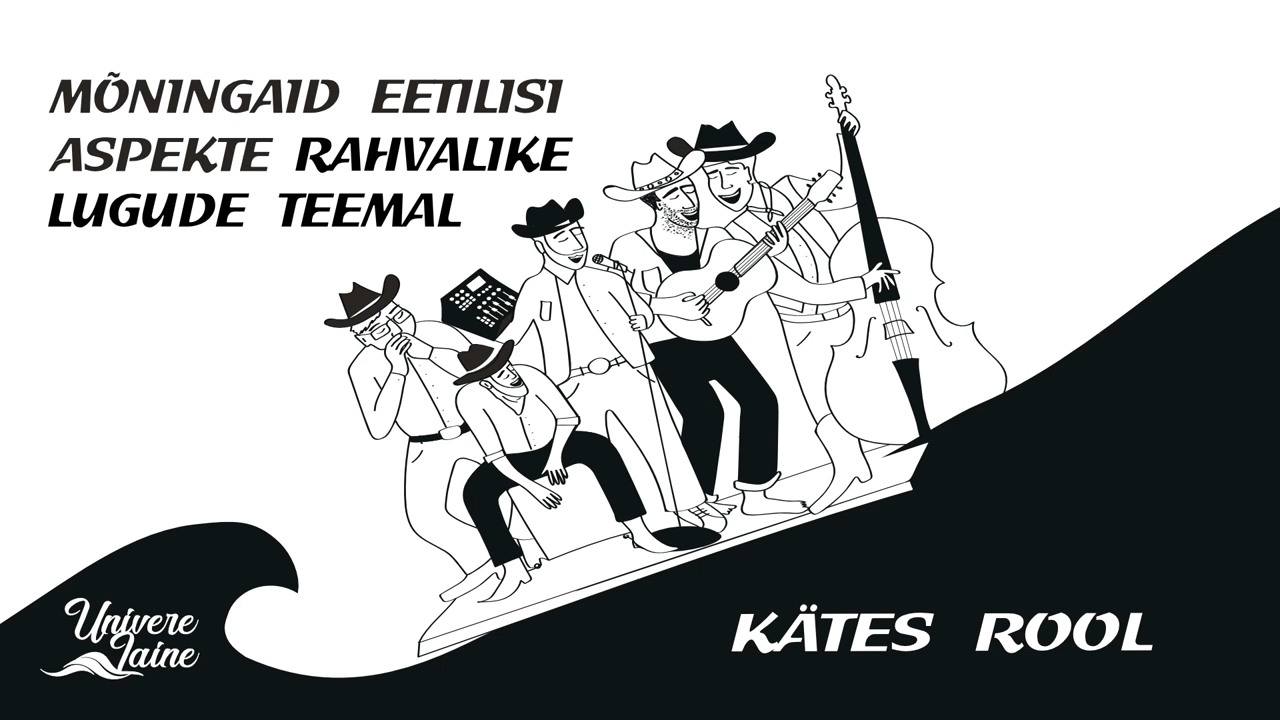 MÕNINGAID EETILISI
ASPEKTE RAHVALIKE
LUGUDE TEEMAL
Univere
Laine
KÄTES ROOL